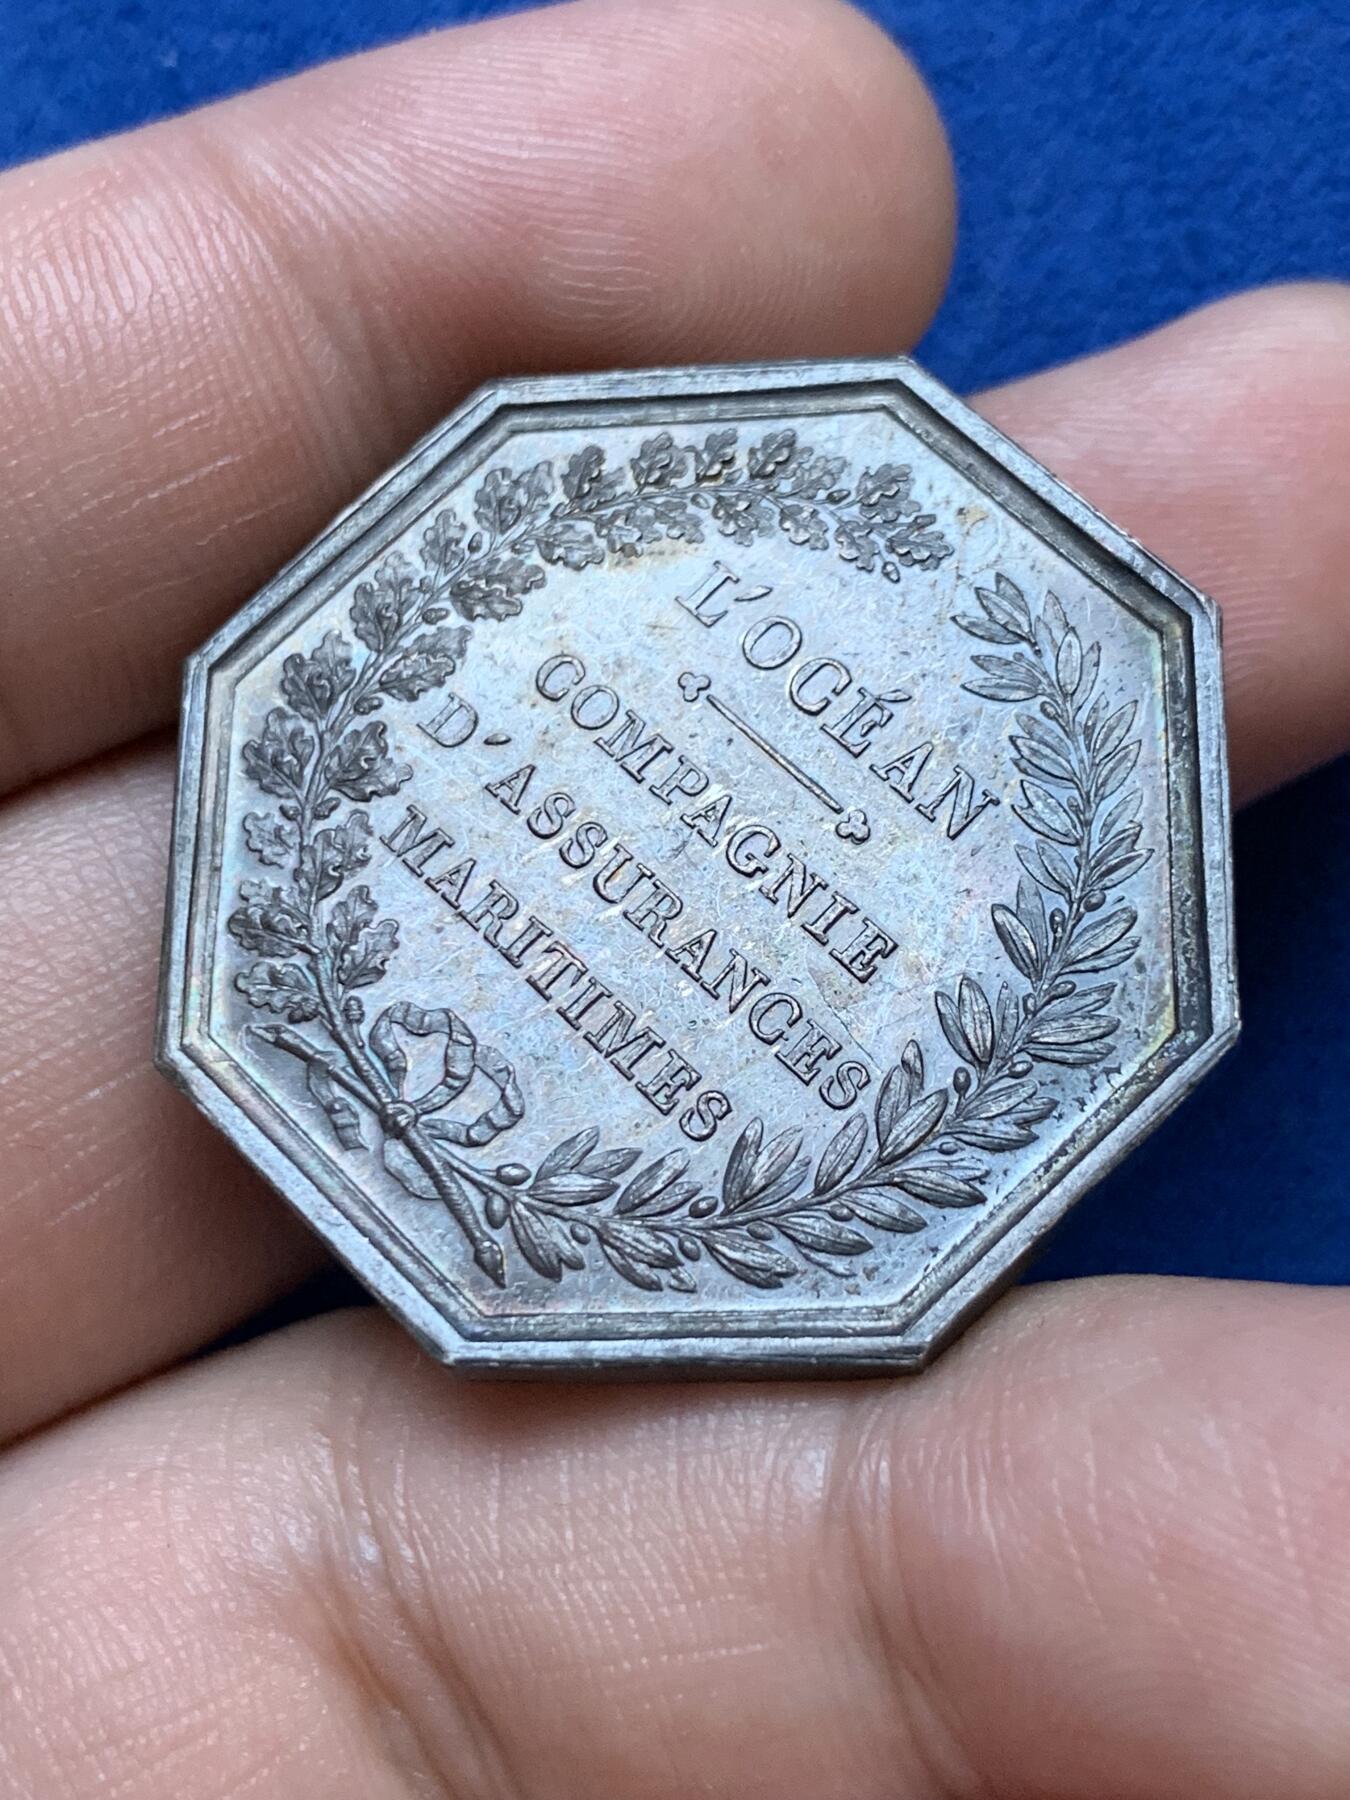 L'OCÉAN
COMPAGNIE
D'ASSURANCES
MARITIMES